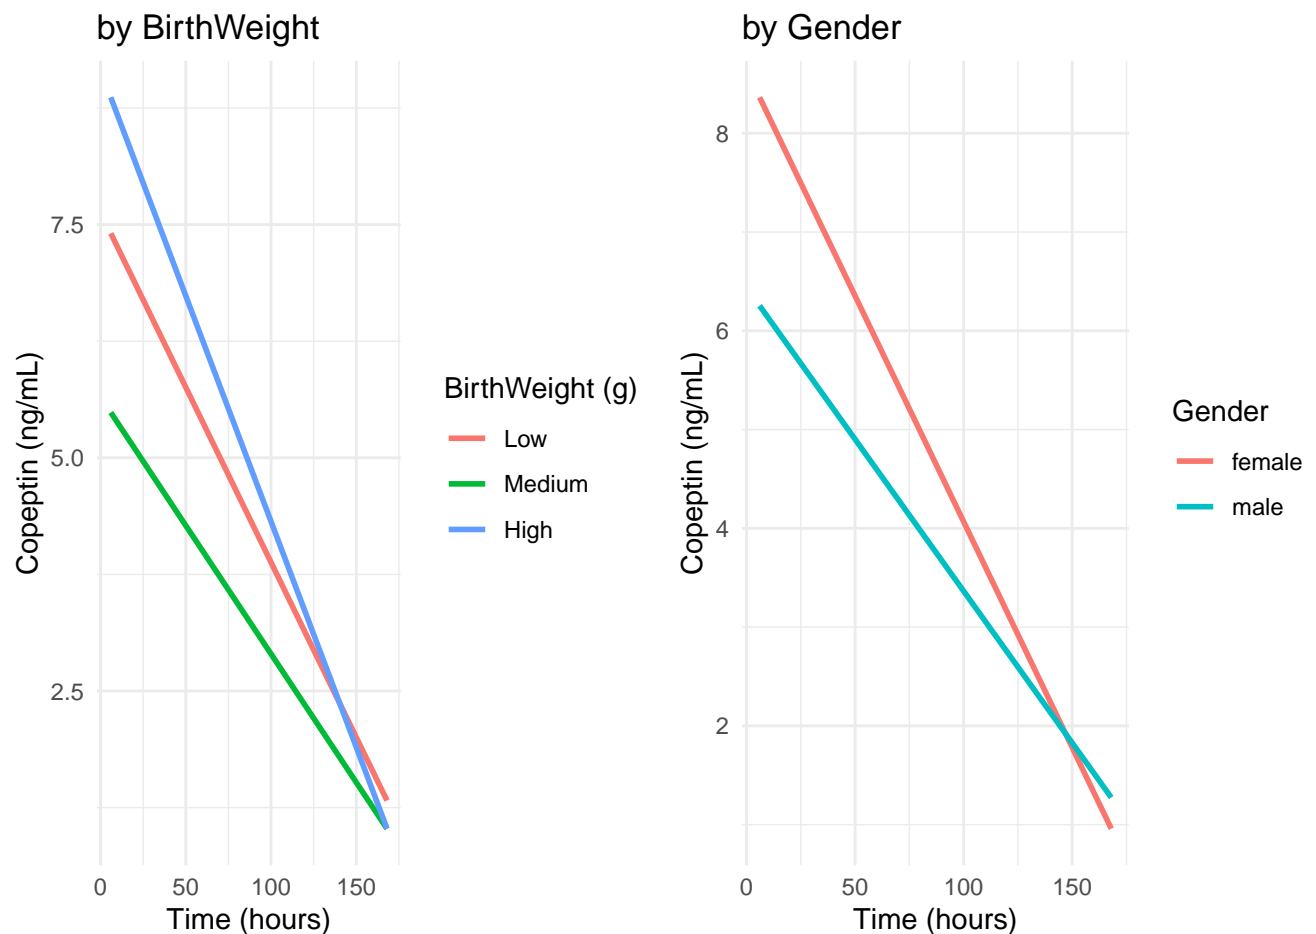 by BirthWeight
7.5
5.0
2.5
Copeptin (ng/mL)
0 50 100 150
Time (hours)
BirthWeight (g)
Low
Medium
High
by Gender
8
6
4
2
Copeptin (ng/mL)
0 50 100 150
Time (hours)
Gender
female
male